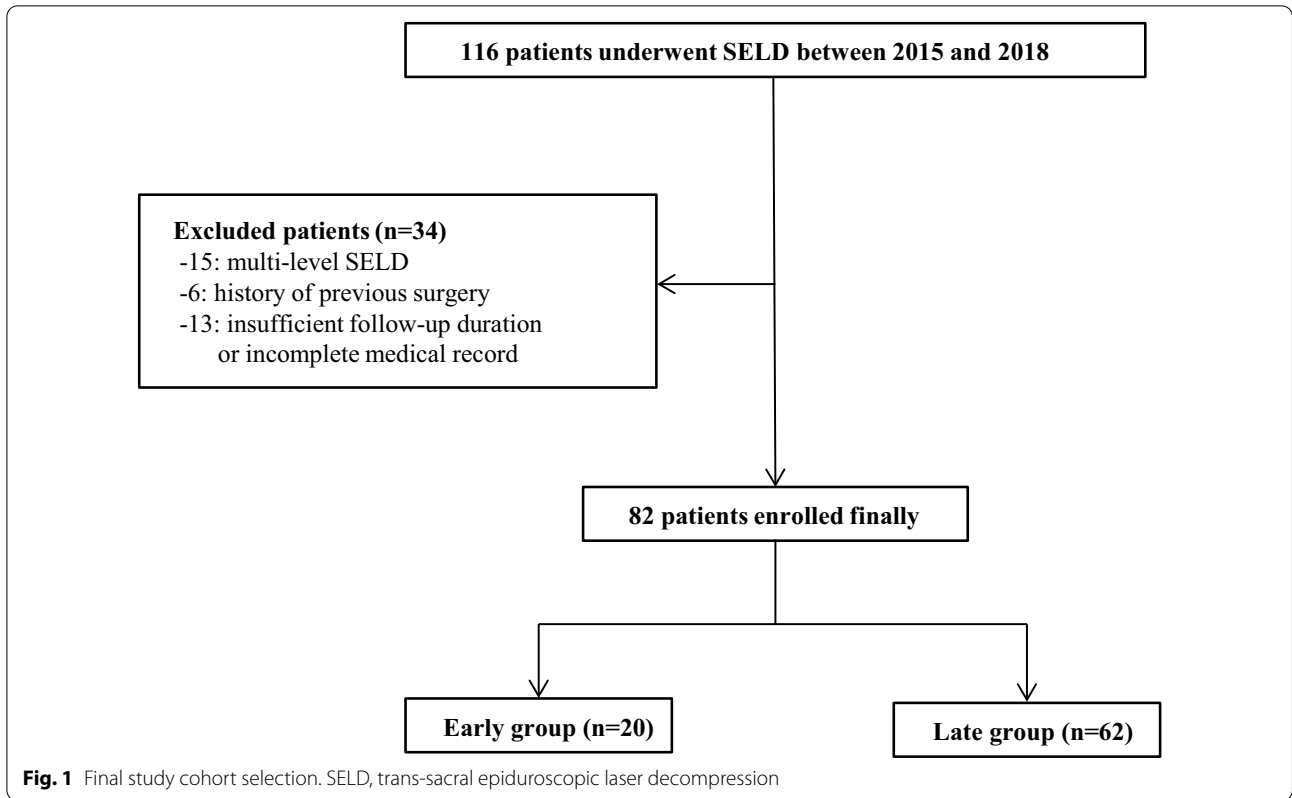 116 patients underwent SELD between 2015 and 2018
Excluded patients (n=34)
-15: multi-level SELD
-6: history of previous surgery
-13: insufficient follow-up duration
or incomplete medical record
82 patients enrolled finally
Early group (n=20)
Late group (n=62)
Fig. 1 Final study cohort selection. SELD, trans-sacral epiduroscopic laser decompression